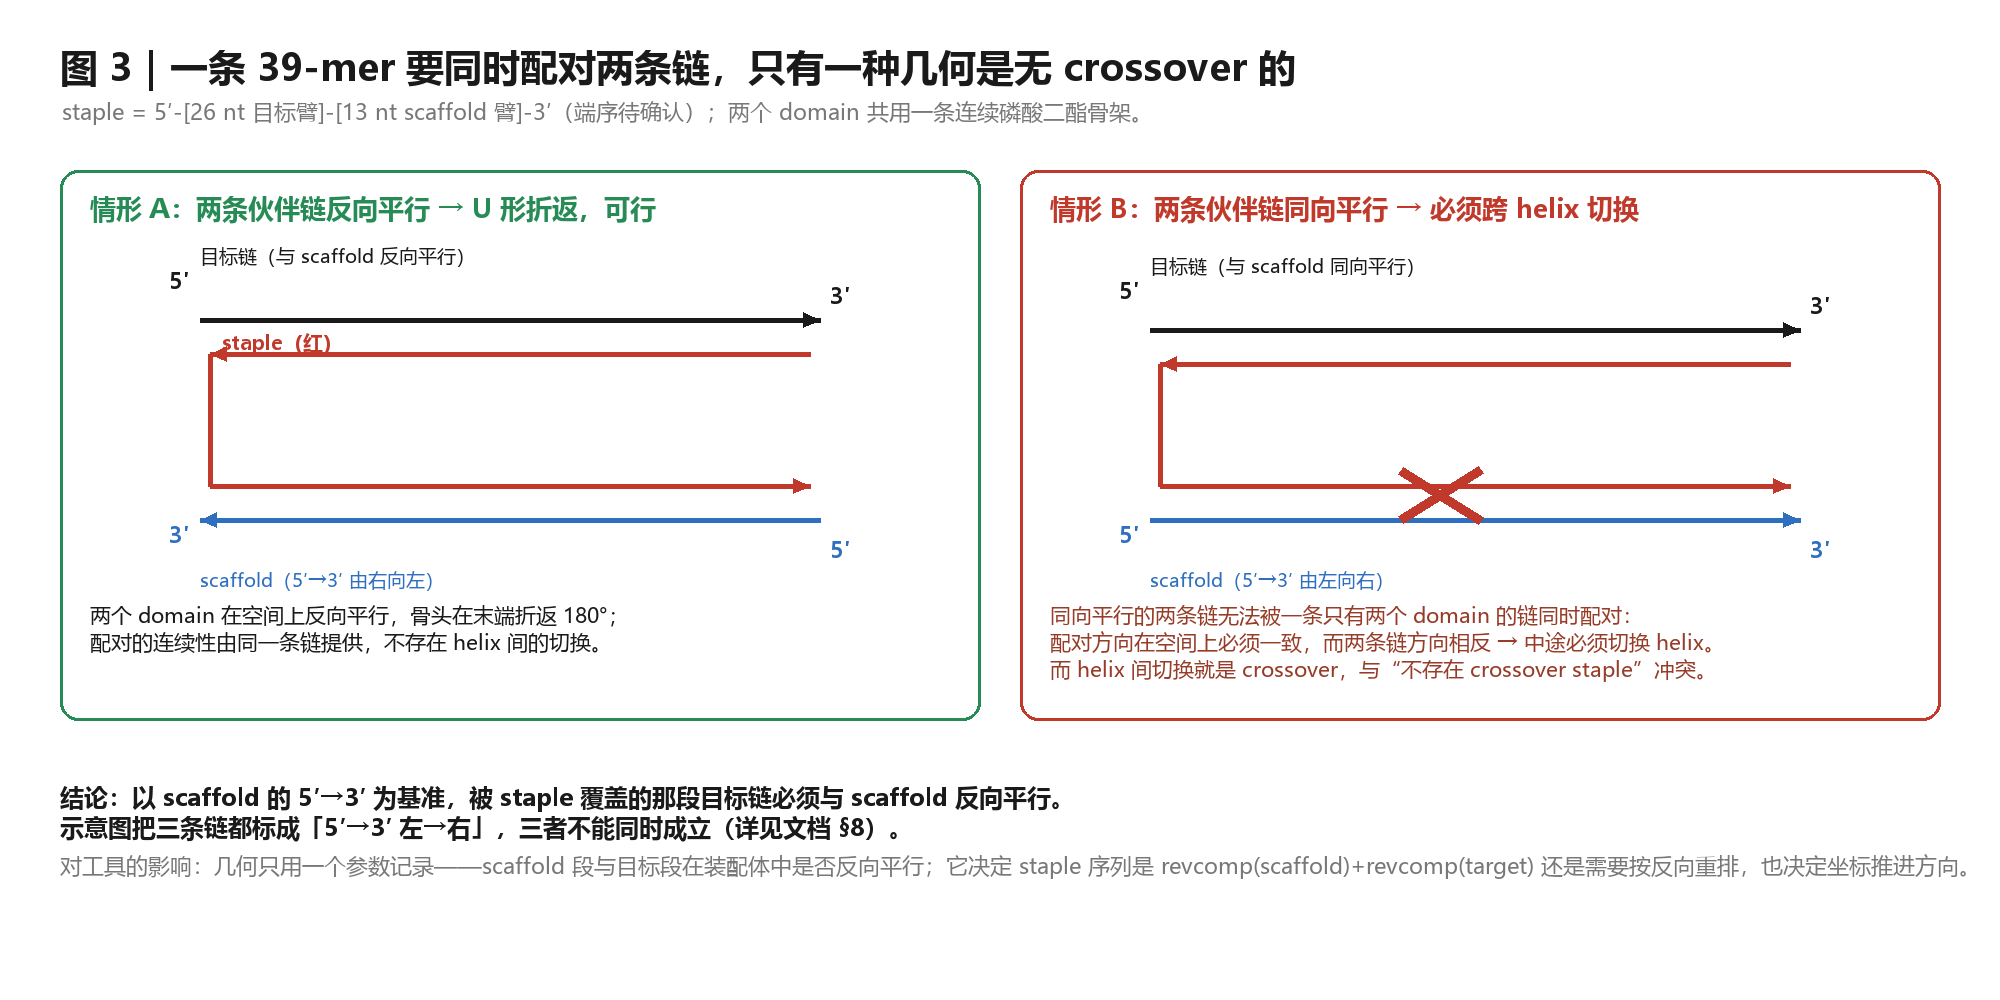 图 3 | 一条 39-mer 要同时配对两条链，只有一种几何是无 crossover 的
staple = 5′-[26 nt 目标臂]-[13 nt scaffold 臂]-3′（端序待确认）；两个 domain 共用一条连续磷酸二酯骨架。
情形 A：两条伙伴链反向平行 → U 形折返，可行
目标链（与 scaffold 反向平行）
5′
3′
staple（红）
3′
5′
scaffold（5′→3′ 由右向左）
两个 domain 在空间上反向平行，骨头在末端折返 180°；
配对的连续性由同一条链提供，不存在 helix 间的切换。
情形 B：两条伙伴链同向平行 → 必须跨 helix 切换
目标链（与 scaffold 同向平行）
5′
3′
5′
3′
scaffold（5′→3′ 由左向右）
同向平行的两条链无法被一条只有两个 domain 的链同时配对：
配对方向在空间上必须一致，而两条链方向相反 → 中途必须切换 helix。
而 helix 间切换就是 crossover，与“不存在 crossover staple”冲突。
结论：以 scaffold 的 5′→3′ 为基准，被 staple 覆盖的那段目标链必须与 scaffold 反向平行。
示意图把三条链都标成「5′→3′ 左→右」，三者不能同时成立（详见文档 §8）。
对工具的影响：几何只用一个参数记录——scaffold 段与目标段在装配体中是否反向平行；它决定 staple 序列是 revcomp(scaffold)+revcomp(target) 还是需要按反向重排，也决定坐标推进方向。